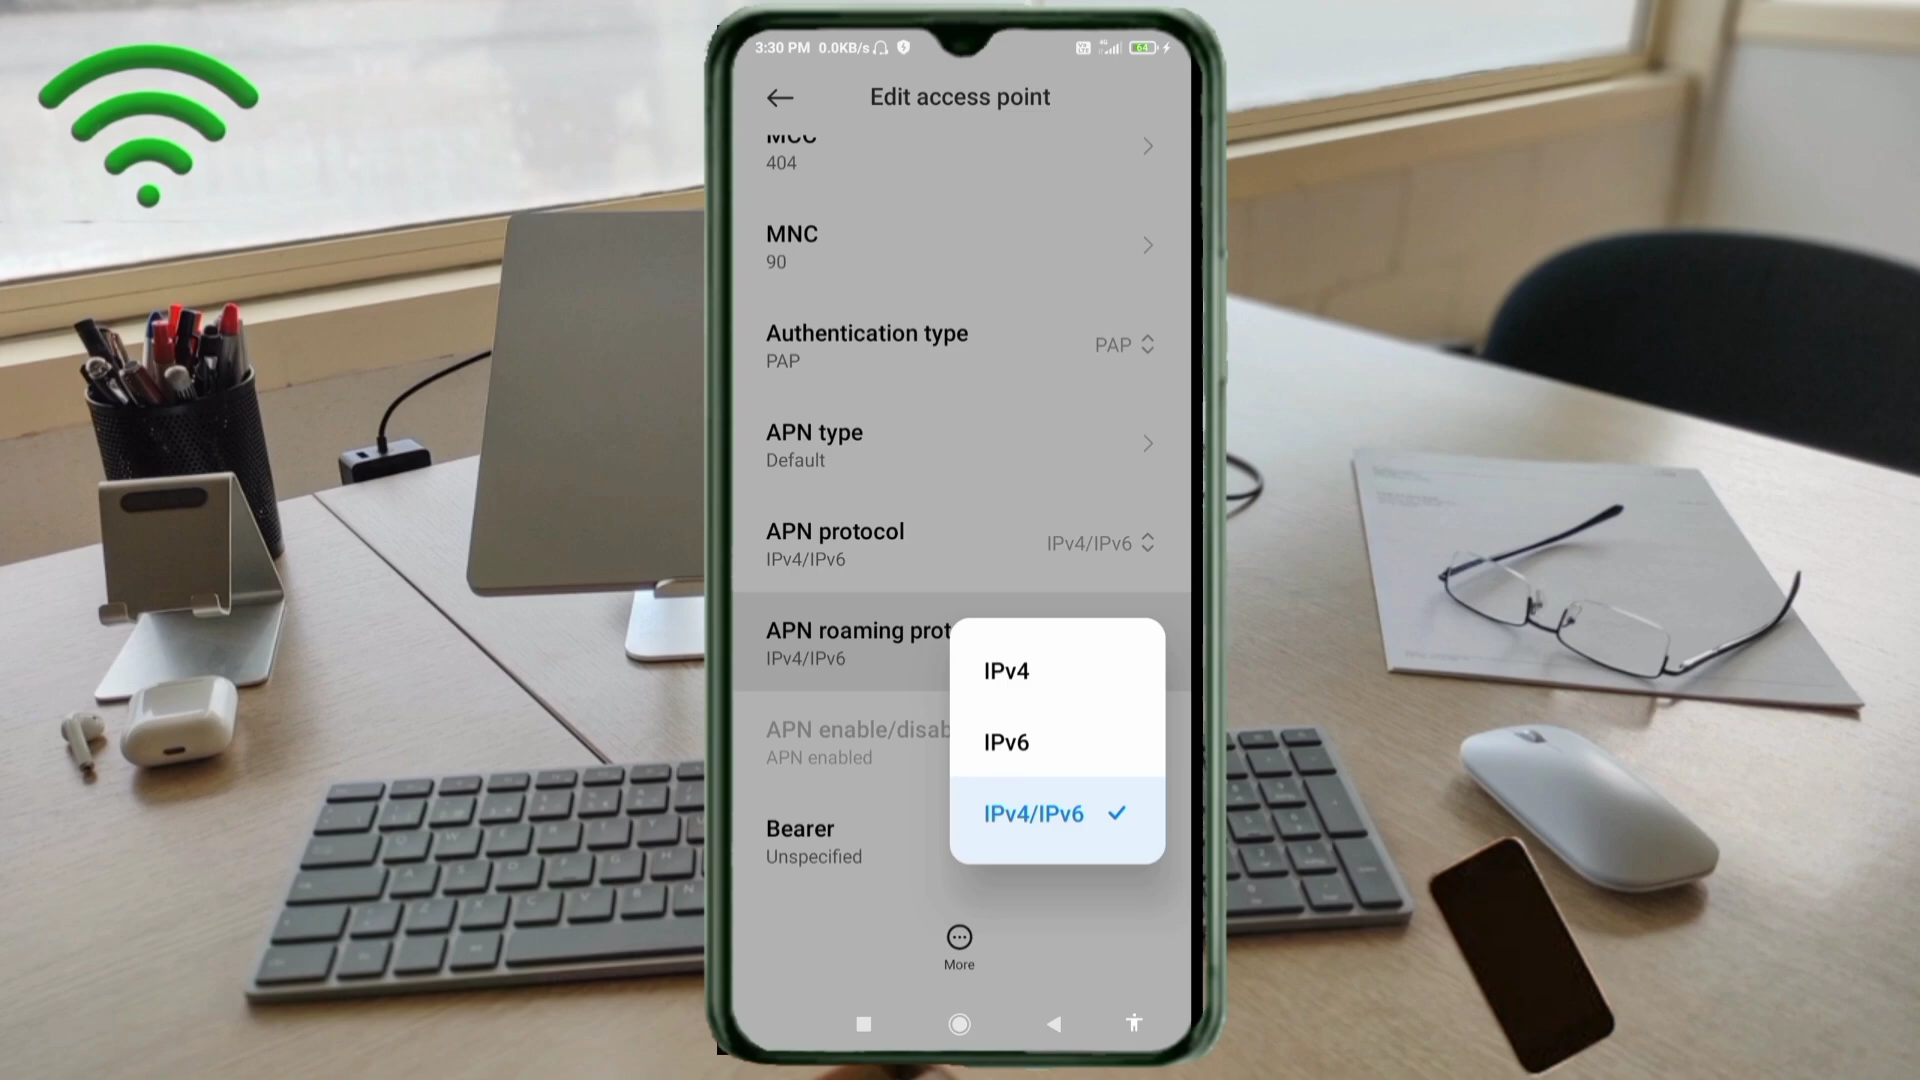 3:30 PM 0.0KB/s
4G
64
Edit access point
MCC
404
MNC
90
Authentication type
PAP
PAP
APN type
Default
APN protocol
IPv4/IPv6
IPv4/IPv6
APN roaming prot
IPv4/IPv6
IPv4
IPv6
IPv4/IPv6
APN enable/disab
APN enabled
Bearer
Unspecified
More